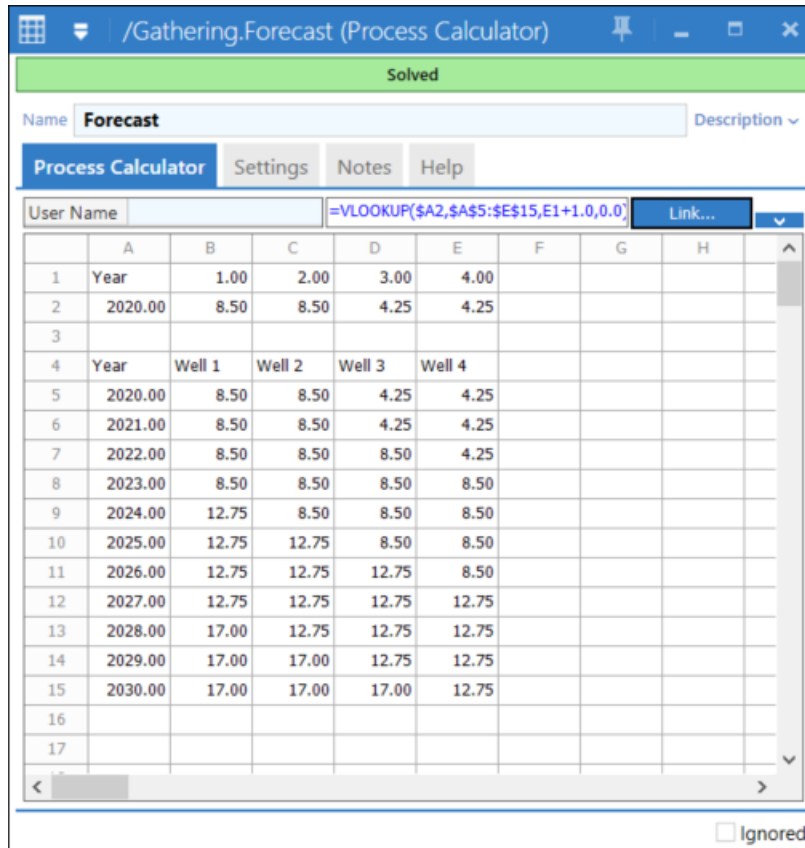 /Gathering.Forecast (Process Calculator)
Solved
Name Forecast Description
Process Calculator Settings Notes Help
User Name =VLOOKUP($A2,$A$5:$E$15,E1+1.0,0.0) Link...
A B C D E F G H
1 Year 1.00 2.00 3.00 4.00
2 2020.00 8.50 8.50 4.25 4.25
3
4 Year Well 1 Well 2 Well 3 Well 4
5 2020.00 8.50 8.50 4.25 4.25
6 2021.00 8.50 8.50 4.25 4.25
7 2022.00 8.50 8.50 8.50 4.25
8 2023.00 8.50 8.50 8.50 8.50
9 2024.00 12.75 8.50 8.50 8.50
10 2025.00 12.75 12.75 8.50 8.50
11 2026.00 12.75 12.75 12.75 8.50
12 2027.00 12.75 12.75 12.75 12.75
13 2028.00 17.00 12.75 12.75 12.75
14 2029.00 17.00 17.00 12.75 12.75
15 2030.00 17.00 17.00 17.00 12.75
16
17
Ignored